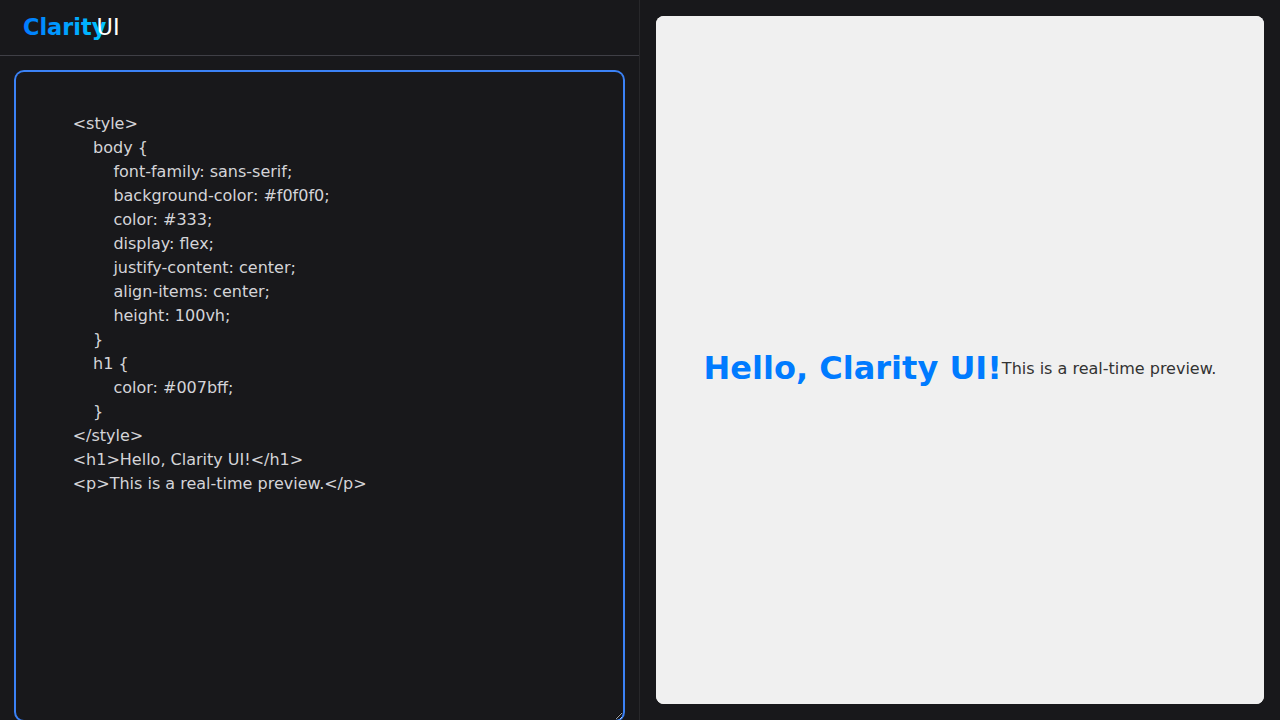 ClarityUI
<style>
body {
font-family: sans-serif;
background-color: #f0f0f0;
color: #333;
display: flex;
justify-content: center;
align-items: center;
height: 100vh;
}
h1 {
color: #007bff;
}
</style>
<h1>Hello, Clarity UI!</h1>
<p>This is a real-time preview.</p>
Hello, Clarity UI!This is a real-time preview.